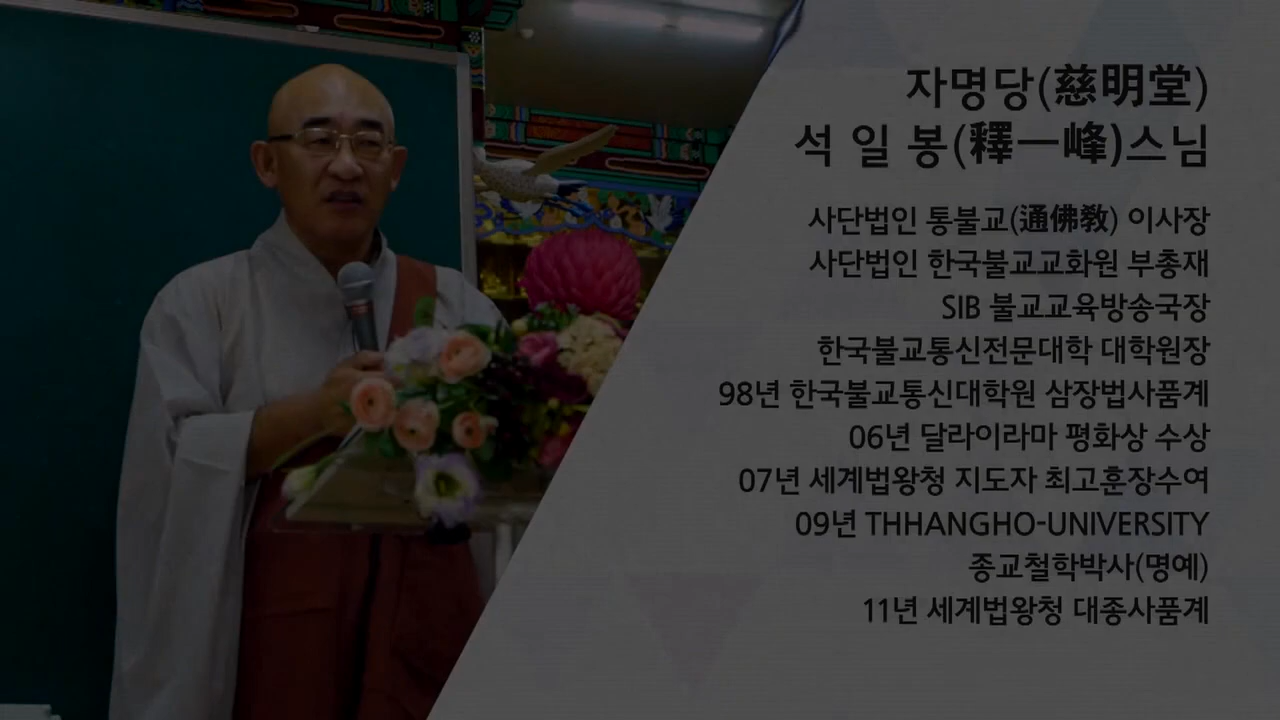 자명당(慈明堂)
석 일 봉(釋一峰)스님
사단법인 통불교(通佛敎) 이사장
사단법인 한국불교교화원 부총재
SIB 불교교육방송국장
한국불교통신전문대학 대학원장
98년 한국불교통신대학원 삼장법사품계
06년 달라이라마 평화상 수상
07년 세계법왕청 지도자 최고훈장수여
09년 THHANGHO-UNIVERSITY
종교철학박사(명예)
11년 세계법왕청 대종사품계